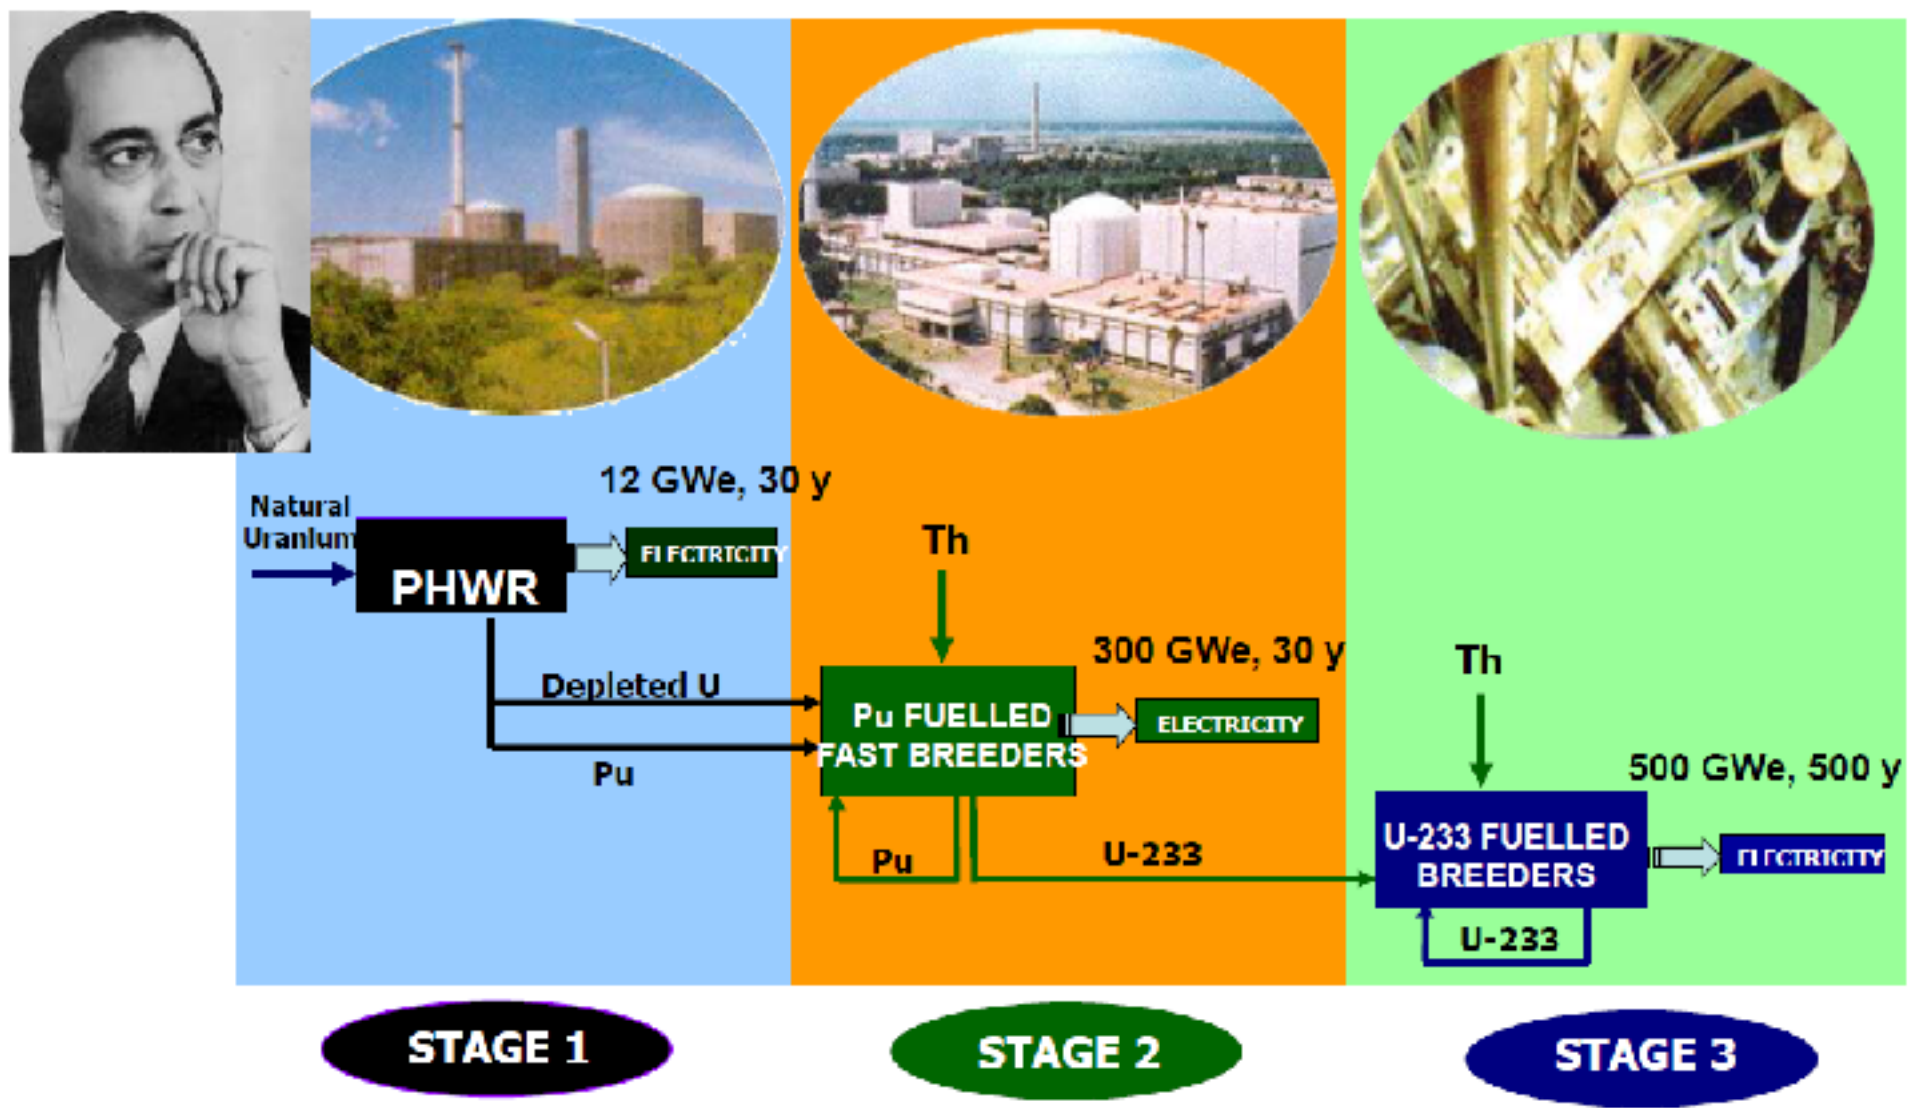 12 GWe, 30 y
Natural
Uranium
PHWR
ELECTRICITY
Th
Depleted U
Pu
300 GWe, 30 y
Pu FUELLED
FAST BREEDERS
ELECTRICITY
Pu
U-233
Th
500 GWe, 500 y
U-233 FUELLED
BREEDERS
ELECTRICITY
U-233
STAGE 1
STAGE 2
STAGE 3